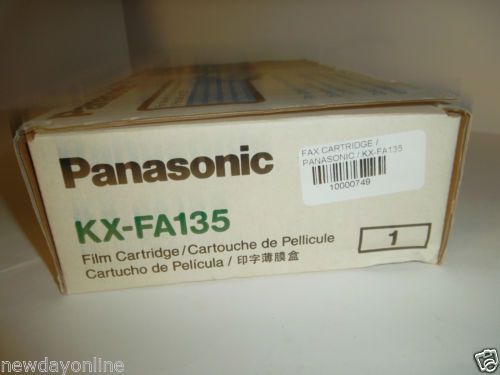 Panasonic
Panasonic
KX-FA135
Film Cartridge/Cartouche de Pellicule
Cartucho de Película / 印字薄膜盒
FAX CARTRIDGE /
PANASONIC / KX-FA135
10000749
1
newdayonline